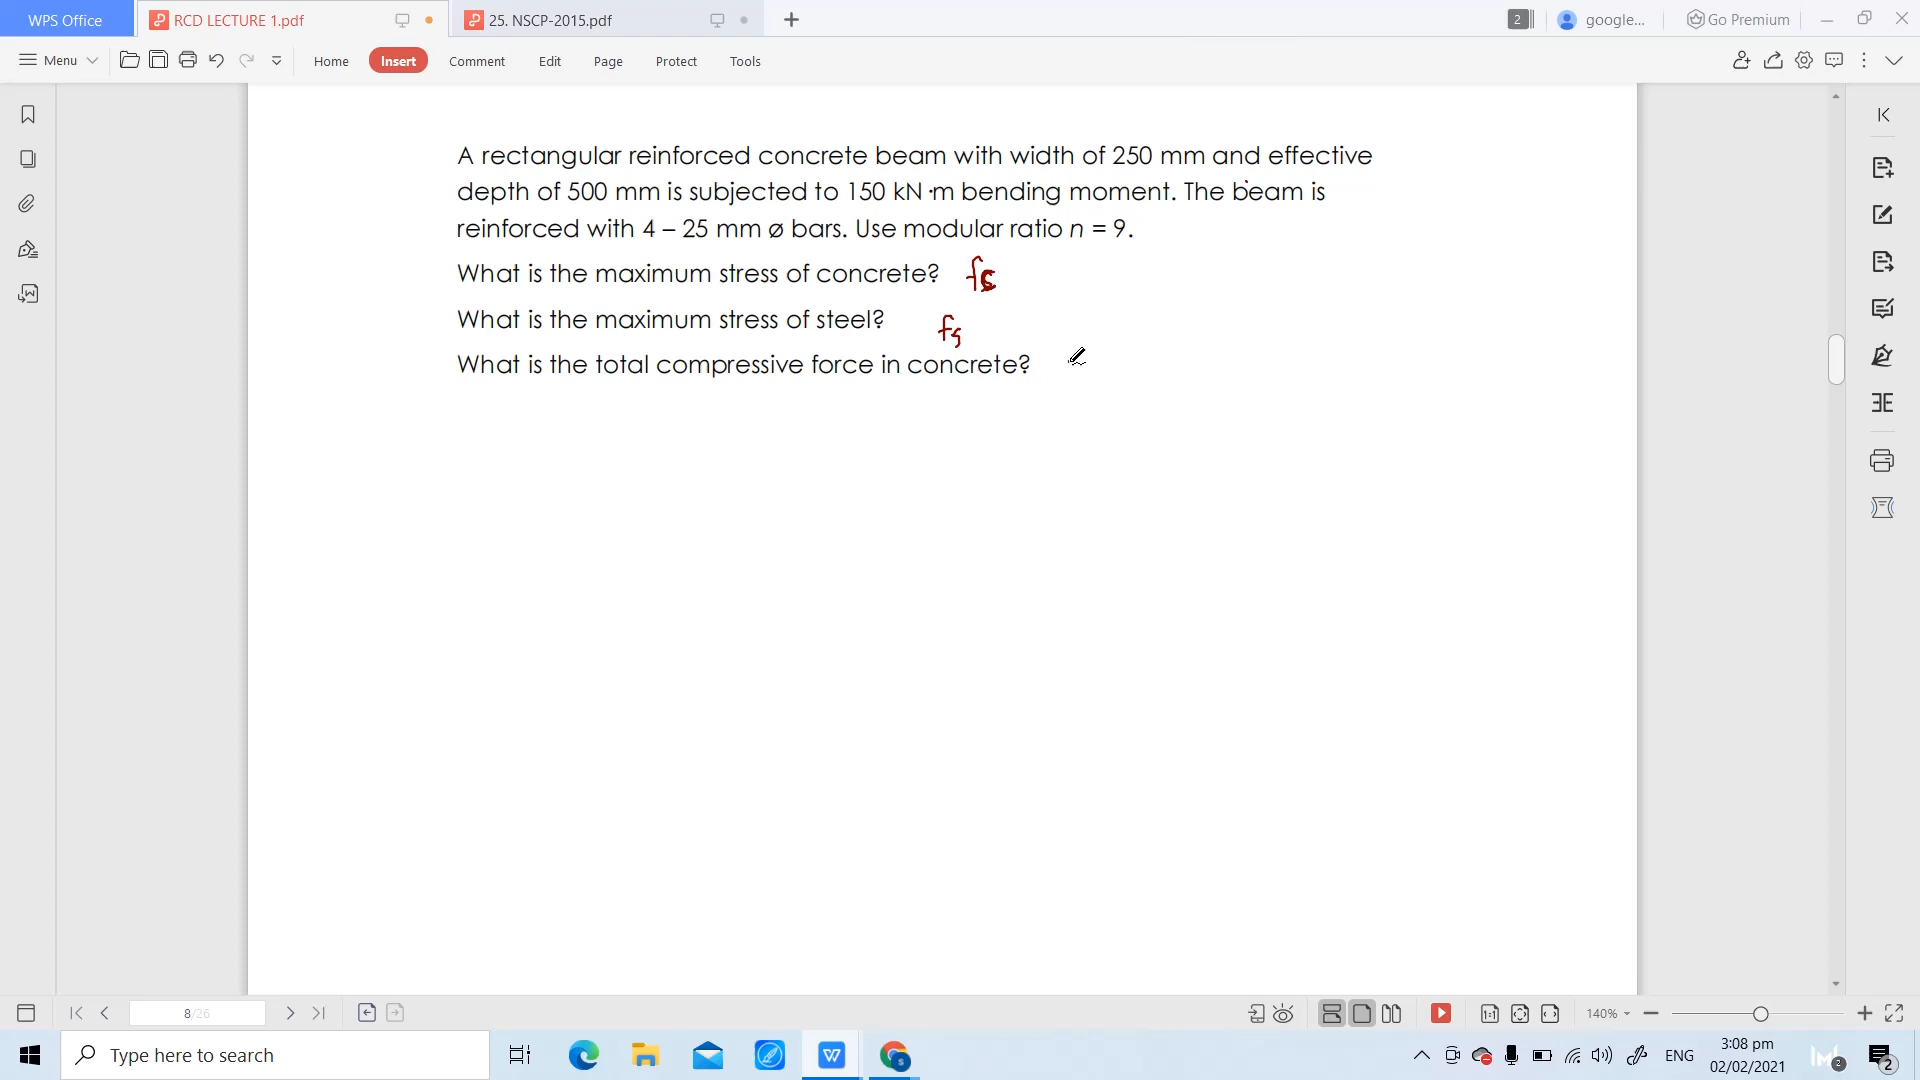 WPS Office
RCD LECTURE 1.pdf
25. NSCP-2015.pdf
2
google...
Go Premium
Menu
Home
Insert
Comment
Edit
Page
Protect
Tools
A rectangular reinforced concrete beam with width of 250 mm and effective
depth of 500 mm is subjected to 150 kN ·m bending moment. The beam is
reinforced with 4 – 25 mm ø bars. Use modular ratio n = 9.
What is the maximum stress of concrete? fc
What is the maximum stress of steel? fs
What is the total compressive force in concrete?
8/26
140%
Type here to search
ENG
3:08 pm
02/02/2021
2
2